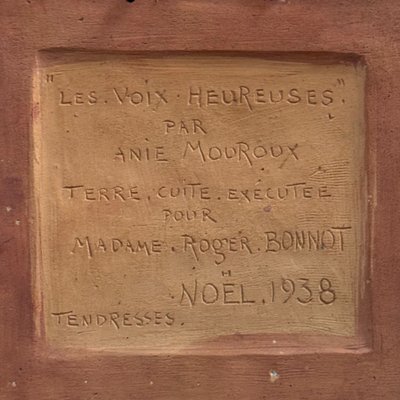 "LES. VOIX. HEUREUSES".
PAR
ANIE MOUROUX
TERRE. CUITE. EXÉCUTÉE
POUR
MADAME. ROGER. BONNOT
NOËL. 1938
TENDRESSES.